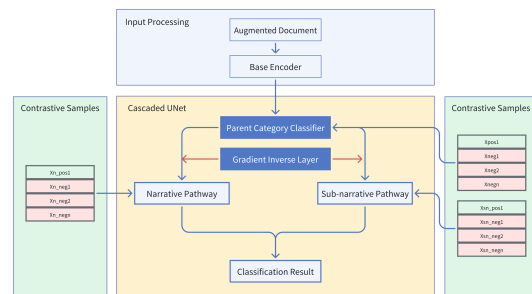 Input Processing
Augmented Document
Base Encoder
Contrastive Samples
Xn_pos1
Xn_neg1
Xn_neg2
Xn_negn
Cascaded UNet
Parent Category Classifier
Gradient Inverse Layer
Narrative Pathway
Sub-narrative Pathway
Classification Result
Contrastive Samples
Xpos1
Xneg1
Xneg2
Xnegn
Xsn_pos1
Xsn_neg1
Xsn_neg2
Xsn_negn